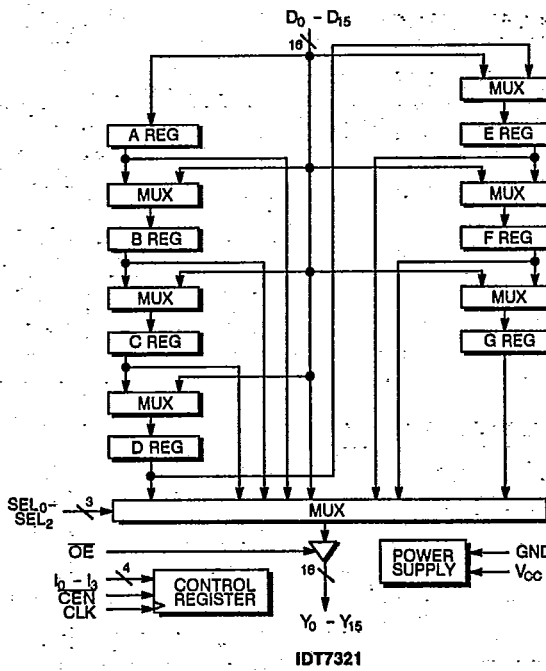 D0 – D15
16
MUX
A REG
E REG
MUX
MUX
B REG
F REG
MUX
MUX
C REG
G REG
MUX
D REG
SEL0–
SEL2
3
MUX
OE
I0 – I3
4
CEN
CLK
CONTROL
REGISTER
16
POWER
SUPPLY
GND
VCC
Y0 – Y15
IDT7321